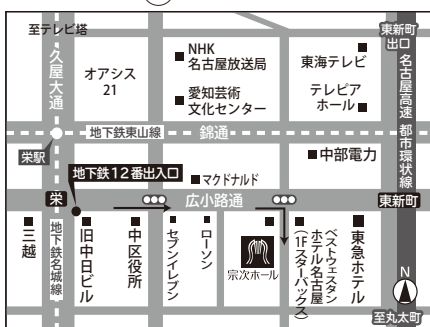 至テレビ塔
久屋大通
オアシス
21
NHK
名古屋放送局
愛知芸術
文化センター
東海テレビ
テレピア
ホール
東新町
出口
名古屋高速
都市環状線
地下鉄東山線
錦通
栄駅
中部電力
地下鉄12番出入口
マクドナルド
栄
広小路通
東新町
三越
地下鉄名城線
旧中日ビル
中区役所
セブンイレブン
ローソン
宗次ホール
ベストウェスタン
ホテル名古屋
(1Fスターバックス)
東急ホテル
N
至丸太町